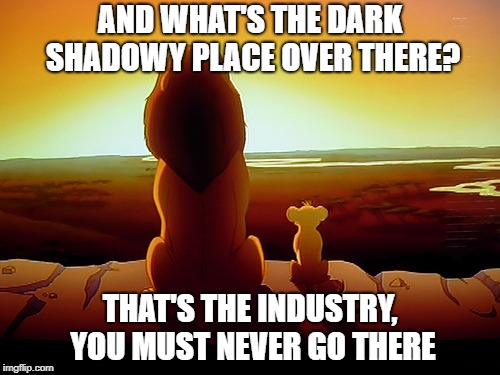 AND WHAT'S THE DARK
SHADOWY PLACE OVER THERE?
THAT'S THE INDUSTRY,
YOU MUST NEVER GO THERE
imgflip.com